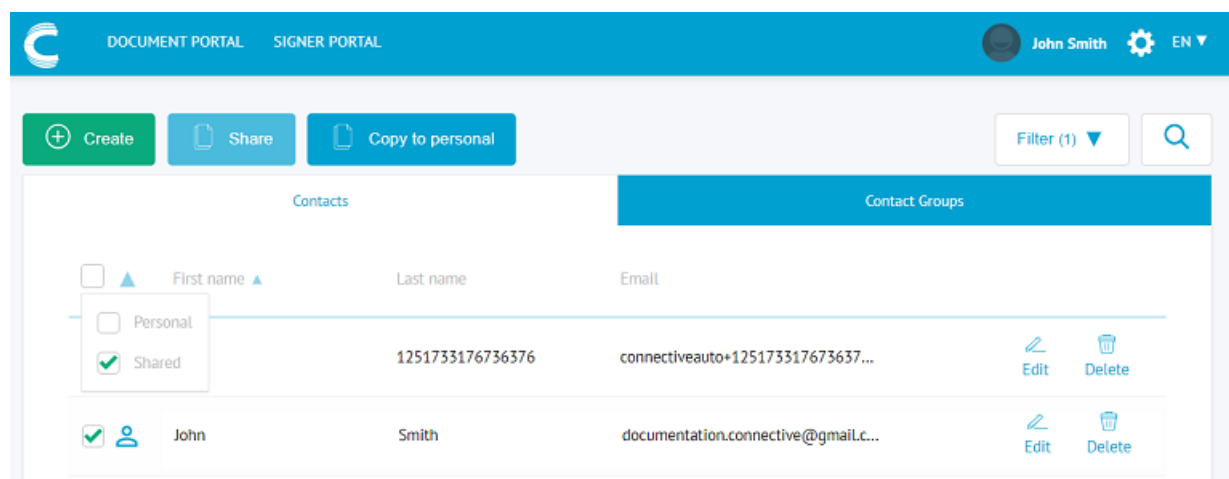 DOCUMENT PORTAL SIGNER PORTAL John Smith EN ▼
Create Share Copy to personal Filter (1) ▼
Contacts Contact Groups
First name ▲ Last name Email
Personal
Shared
1251733176736376 connectiveauto+125173317673637... Edit Delete
John Smith documentation.connective@gmail.c... Edit Delete